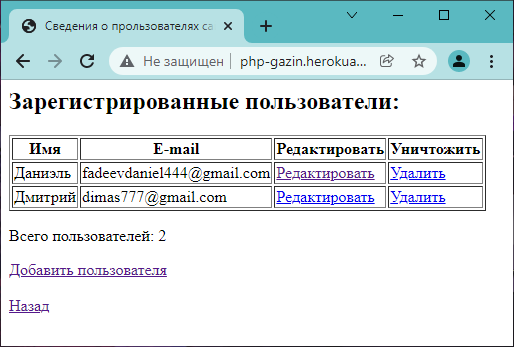 Сведения о прользователях са
Не защищен php-gazin.herokua...
Зарегистрированные пользователи:
Имя E-mail Редактировать Уничтожить
Даниэль fadeevdaniel444@gmail.com Редактировать Удалить
Дмитрий dimas777@gmail.com Редактировать Удалить
Всего пользователей: 2
Добавить пользователя
Назад